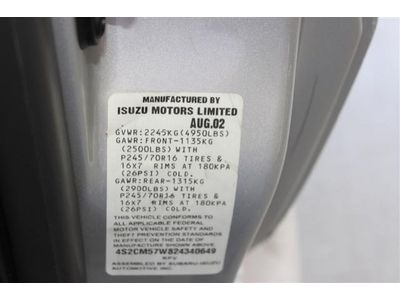 MANUFACTURED BY
ISUZU MOTORS LIMITED
AUG.02
GVWR:2245KG(4950LBS)
GAWR:FRONT-1135KG
(2500LBS) WITH
P245/70R16 TIRES &
16X7 RIMS AT 180KPA
(26PSI) COLD.
GAWR:REAR-1315KG
(2900LBS) WITH
P245/70R16 TIRES &
16X7 RIMS AT 180KPA
(26PSI) COLD.
THIS VEHICLE CONFORMS TO
ALL APPLICABLE FEDERAL
MOTOR VEHICLE SAFETY AND
THEFT PREVENTION STANDARDS
IN EFFECT ON THE DATE OF
MANUFACTURE SHOWN ABOVE
4S2CM57W824340649
MPV
ASSEMBLED BY SUBARU-ISUZU
AUTOMOTIVE INC.